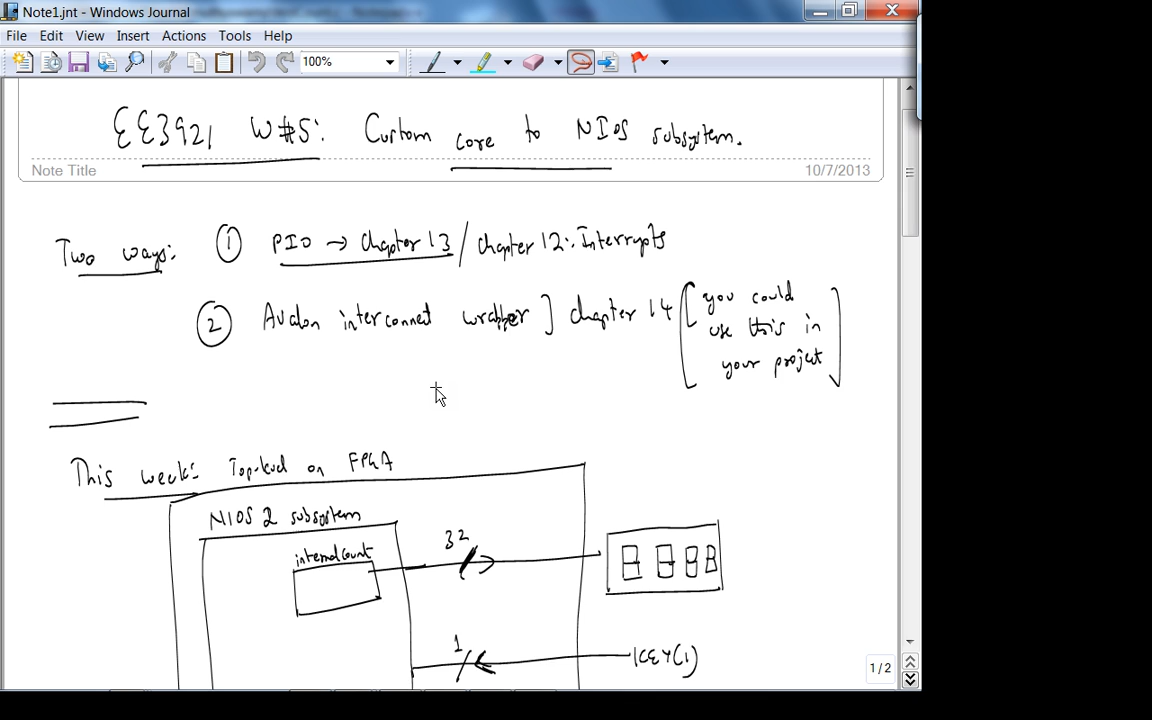 Note1.jnt - Windows Journal
File Edit View Insert Actions Tools Help
100%
EE3921 W#5: Custom core to NIOS subsystem.
Note Title
10/7/2013
Two ways: 1 PIO → Chapter 13 / Chapter 12: Interrupts
2 Avalon interconnect wrapper ] chapter 14 [ you could
use this in
your project ]
This week: Top-level on FPGA
NIOS 2 subsystem
internalCount
32
1
KEY(1)
1 / 2